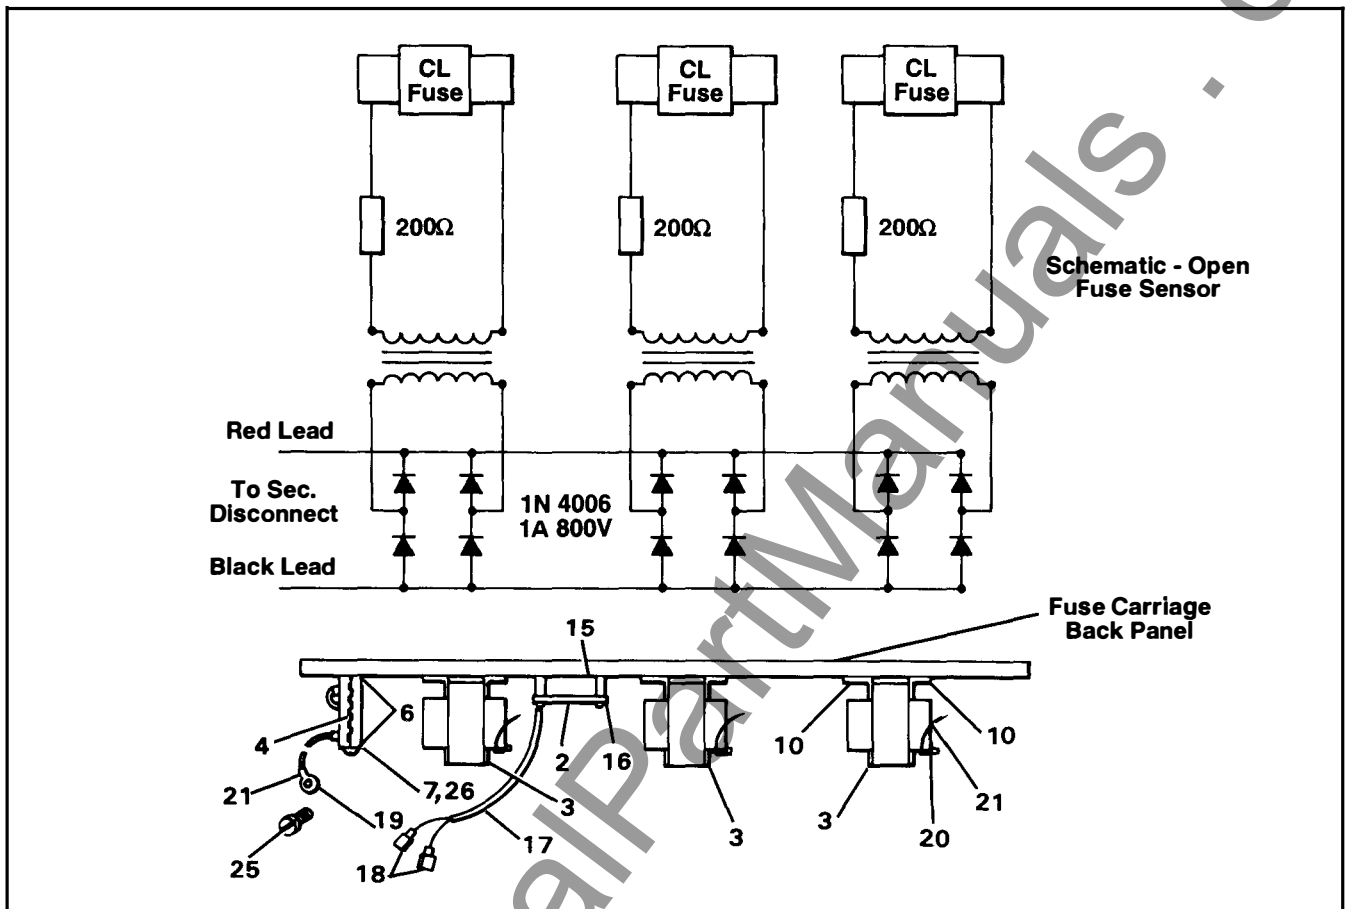 CL Fuse
CL Fuse
CL Fuse
200Ω
200Ω
200Ω
Schematic - Open
Fuse Sensor
Red Lead
To Sec.
Disconnect
1N 4006
1A 800V
Black Lead
Fuse Carriage
Back Panel
15
6
4
10
10
2
16
21
7,26
3
21
19
3
3
20
17
25
18
alPartManuals . c